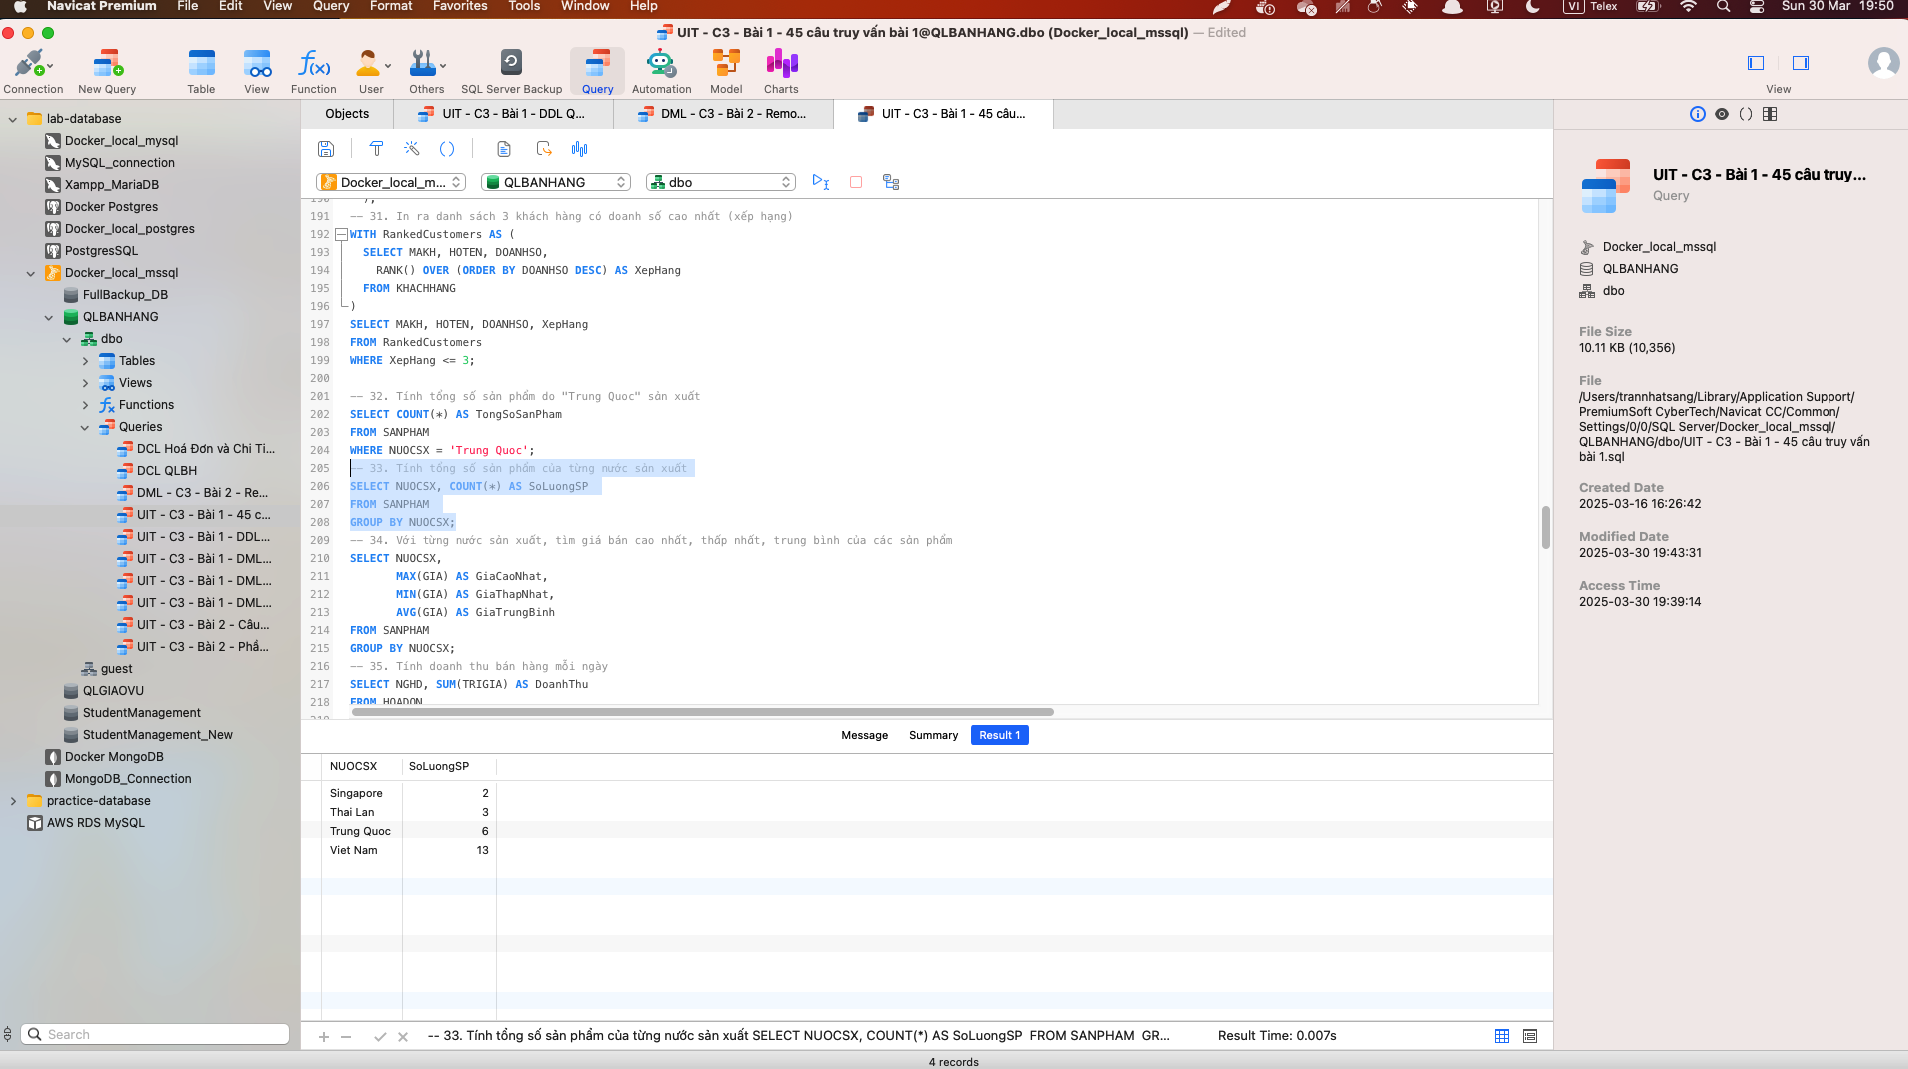 Navicat Premium File Edit View Query Format Favorites Tools Window Help VI Telex Sun 30 Mar 19:50
UIT - C3 - Bài 1 - 45 câu truy vấn bài 1@QLBANHANG.dbo (Docker_local_mssql) — Edited
Connection New Query Table View Function User Others SQL Server Backup Query Automation Model Charts View
lab-database
Docker_local_mysql
MySQL_connection
Xampp_MariaDB
Docker Postgres
Docker_local_postgres
PostgresSQL
Docker_local_mssql
FullBackup_DB
QLBANHANG
dbo
Tables
Views
Functions
Queries
DCL Hoá Đơn và Chi Ti...
DCL QLBH
DML - C3 - Bài 2 - Re...
UIT - C3 - Bài 1 - 45 c...
UIT - C3 - Bài 1 - DDL...
UIT - C3 - Bài 1 - DML...
UIT - C3 - Bài 1 - DML...
UIT - C3 - Bài 1 - DML...
UIT - C3 - Bài 2 - Câu...
UIT - C3 - Bài 2 - Phầ...
guest
QLGIAOVU
StudentManagement
StudentManagement_New
Docker MongoDB
MongoDB_Connection
practice-database
AWS RDS MySQL
Search
Objects UIT - C3 - Bài 1 - DDL Q... DML - C3 - Bài 2 - Remo... UIT - C3 - Bài 1 - 45 câu...
Docker_local_m... QLBANHANG dbo
190 );
191 -- 31. In ra danh sách 3 khách hàng có doanh số cao nhất (xếp hạng)
192 WITH RankedCustomers AS (
193 SELECT MAKH, HOTEN, DOANHSO,
194 RANK() OVER (ORDER BY DOANHSO DESC) AS XepHang
195 FROM KHACHHANG
196 )
197 SELECT MAKH, HOTEN, DOANHSO, XepHang
198 FROM RankedCustomers
199 WHERE XepHang <= 3;
200
201 -- 32. Tính tổng số sản phẩm do "Trung Quoc" sản xuất
202 SELECT COUNT(*) AS TongSoSanPham
203 FROM SANPHAM
204 WHERE NUOCSX = 'Trung Quoc';
205 -- 33. Tính tổng số sản phẩm của từng nước sản xuất
206 SELECT NUOCSX, COUNT(*) AS SoLuongSP
207 FROM SANPHAM
208 GROUP BY NUOCSX;
209 -- 34. Với từng nước sản xuất, tìm giá bán cao nhất, thấp nhất, trung bình của các sản phẩm
210 SELECT NUOCSX,
211 MAX(GIA) AS GiaCaoNhat,
212 MIN(GIA) AS GiaThapNhat,
213 AVG(GIA) AS GiaTrungBinh
214 FROM SANPHAM
215 GROUP BY NUOCSX;
216 -- 35. Tính doanh thu bán hàng mỗi ngày
217 SELECT NGHD, SUM(TRIGIA) AS DoanhThu
218 FROM HOADON
219
Message Summary Result 1
NUOCSX SoLuongSP
Singapore 2
Thai Lan 3
Trung Quoc 6
Viet Nam 13
-- 33. Tính tổng số sản phẩm của từng nước sản xuất SELECT NUOCSX, COUNT(*) AS SoLuongSP FROM SANPHAM GR... Result Time: 0.007s
4 records
UIT - C3 - Bài 1 - 45 câu truy...
Query
Docker_local_mssql
QLBANHANG
dbo
File Size
10.11 KB (10,356)
File
/Users/trannhatsang/Library/Application Support/
PremiumSoft CyberTech/Navicat CC/Common/
Settings/0/0/SQL Server/Docker_local_mssql/
QLBANHANG/dbo/UIT - C3 - Bài 1 - 45 câu truy vấn
bài 1.sql
Created Date
2025-03-16 16:26:42
Modified Date
2025-03-30 19:43:31
Access Time
2025-03-30 19:39:14